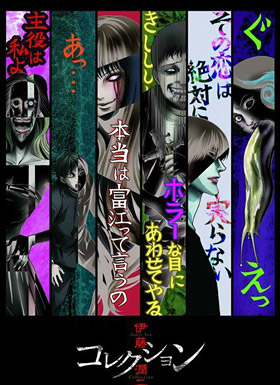 ぐ
えっ
その恋は
絶対に
実らない
きししし
ホラーな目に
あわせてやる
本当は富江って言うの
あっ…
主役は
私よ
伊藤潤二
Junji Ito
Collection
コレクション